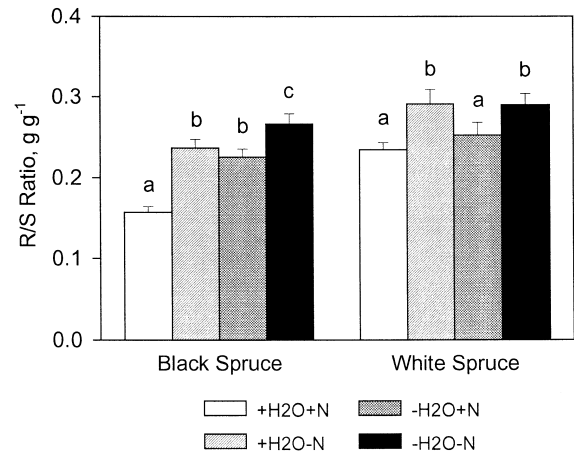 0.4
0.3
0.2
0.1
0.0
R/S Ratio, g g⁻¹
a
b
b
c
a
b
a
b
Black Spruce
White Spruce
+H2O+N
-H2O+N
+H2O-N
-H2O-N